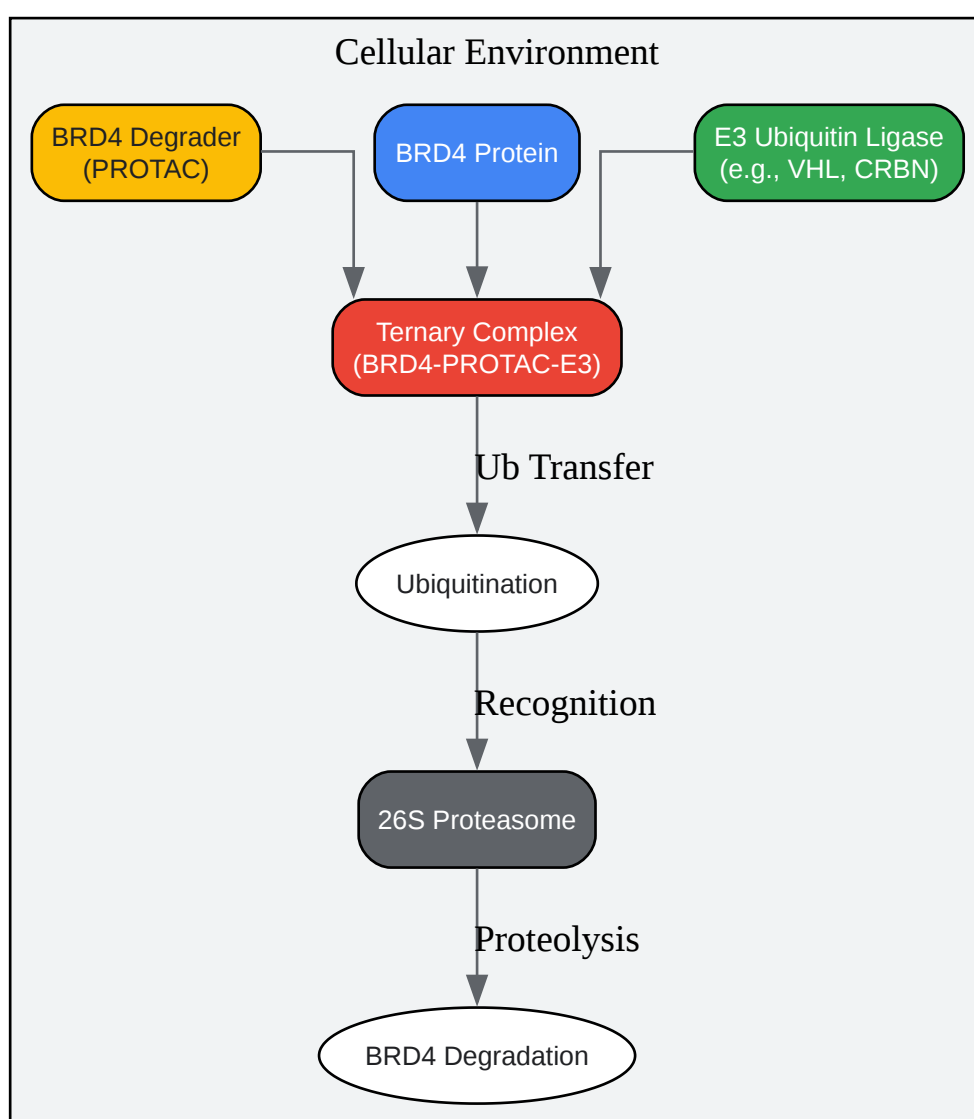 Cellular Environment
BRD4 Degrader
(PROTAC)
BRD4 Protein
E3 Ubiquitin Ligase
(e.g., VHL, CRBN)
Ternary Complex
(BRD4-PROTAC-E3)
Ub Transfer
Ubiquitination
Recognition
26S Proteasome
Proteolysis
BRD4 Degradation